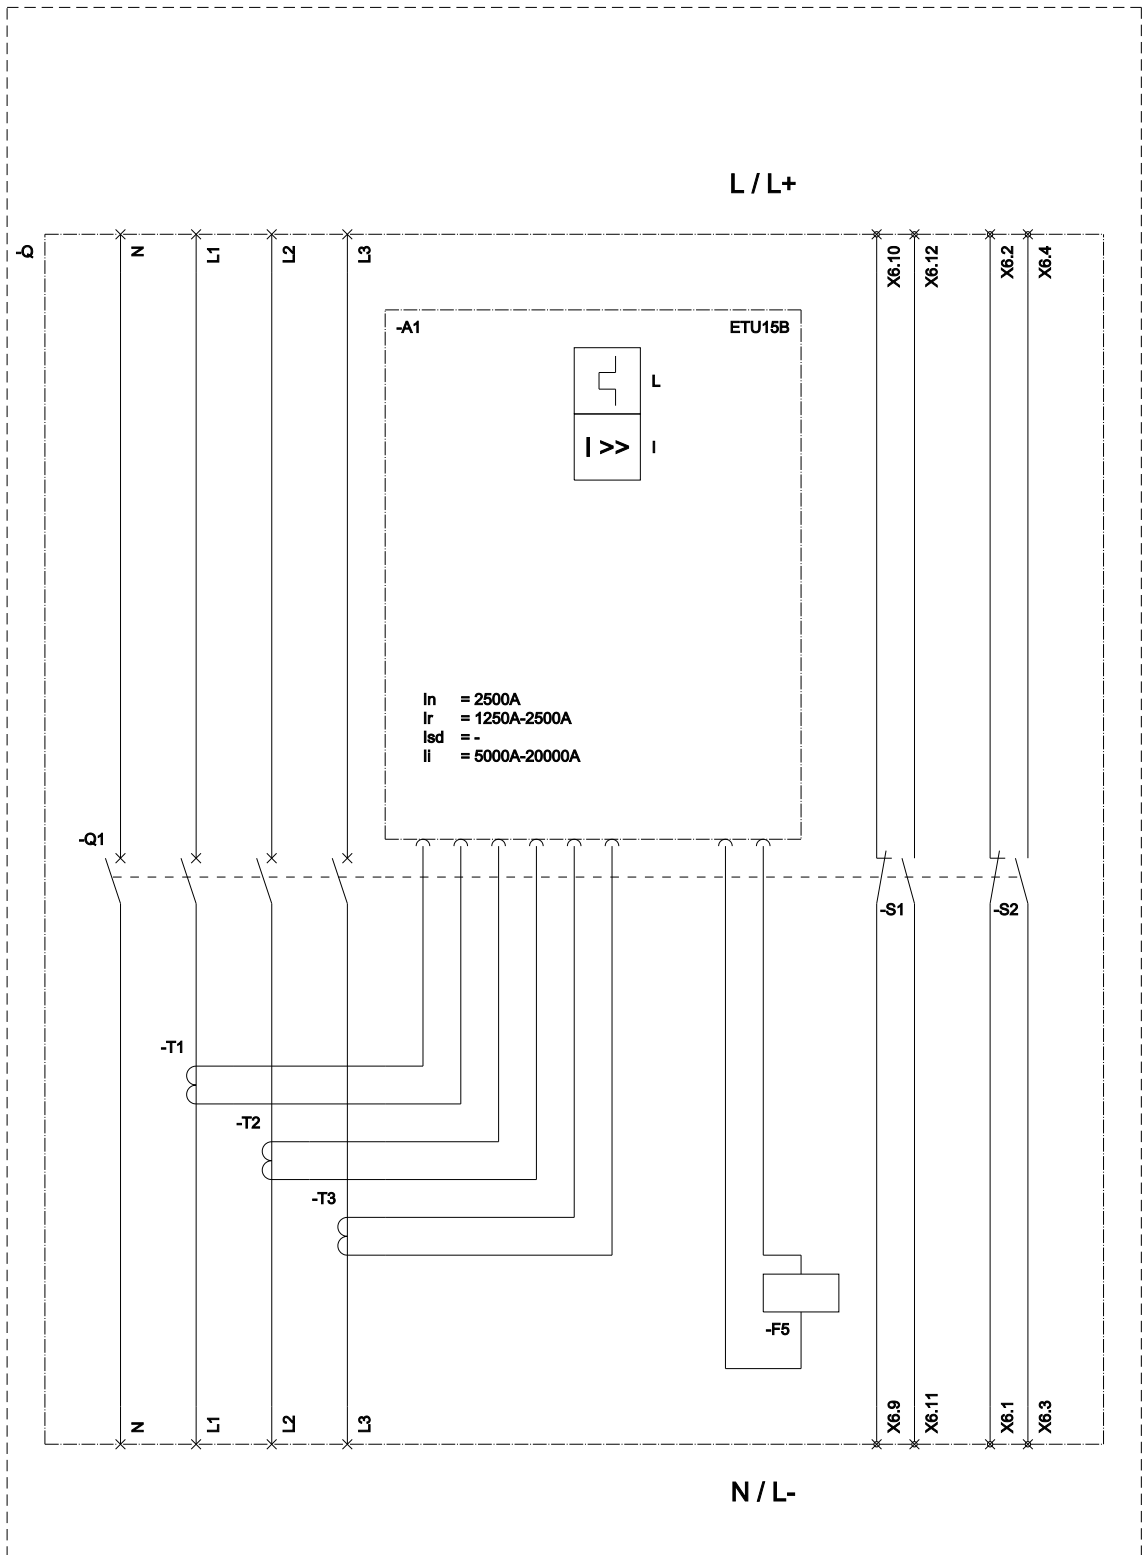 L / L+
-Q
N
L1
L2
L3
X6.10
X6.12
X6.2
X6.4
-A1
ETU15B
L
I >>
I
In = 2500A
Ir = 1250A-2500A
Isd = -
Ii = 5000A-20000A
-Q1
-S1
-S2
-T1
-T2
-T3
-F5
N
L1
L2
L3
X6.9
X6.11
X6.1
X6.3
N / L-